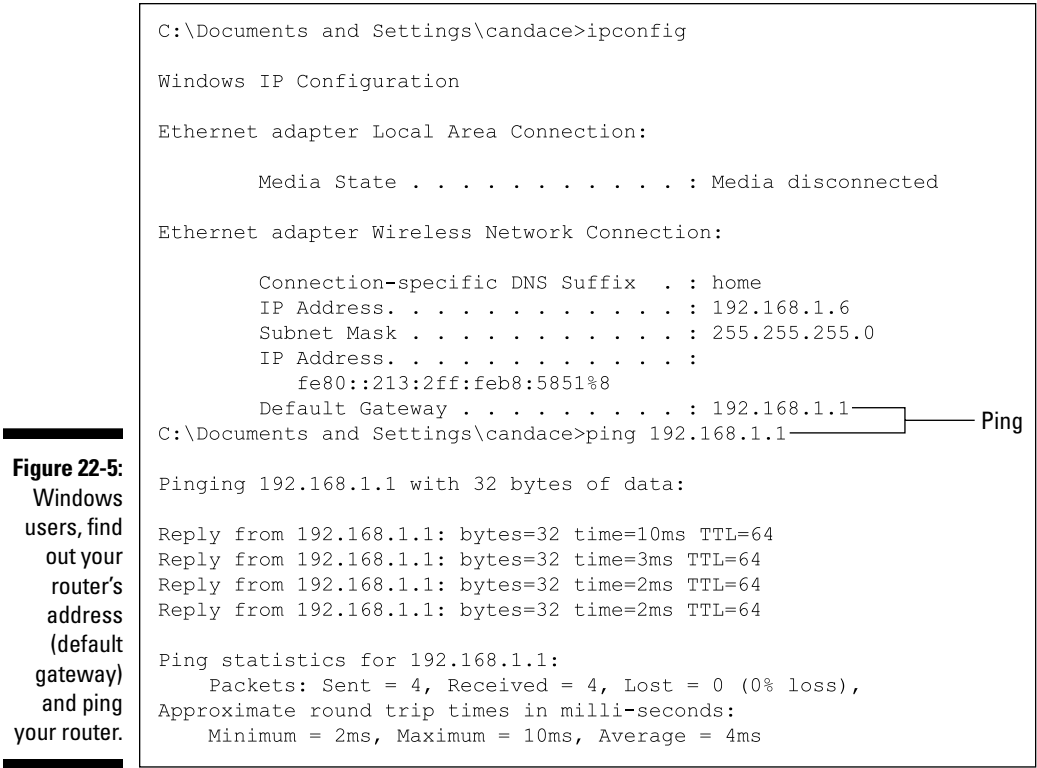 C:\Documents and Settings\candace>ipconfig
Windows IP Configuration
Ethernet adapter Local Area Connection:
Media State . . . . . . . . . . . : Media disconnected
Ethernet adapter Wireless Network Connection:
Connection-specific DNS Suffix  . : home
IP Address. . . . . . . . . . . . : 192.168.1.6
Subnet Mask . . . . . . . . . . . : 255.255.255.0
IP Address. . . . . . . . . . . . :
fe80::213:2ff:feb8:5851%8
Default Gateway . . . . . . . . . : 192.168.1.1
C:\Documents and Settings\candace>ping 192.168.1.1
Ping
Pinging 192.168.1.1 with 32 bytes of data:
Reply from 192.168.1.1: bytes=32 time=10ms TTL=64
Reply from 192.168.1.1: bytes=32 time=3ms TTL=64
Reply from 192.168.1.1: bytes=32 time=2ms TTL=64
Reply from 192.168.1.1: bytes=32 time=2ms TTL=64
Ping statistics for 192.168.1.1:
Packets: Sent = 4, Received = 4, Lost = 0 (0% loss),
Approximate round trip times in milli-seconds:
Minimum = 2ms, Maximum = 10ms, Average = 4ms
Figure 22-5:
Windows
users, find
out your
router's
address
(default
gateway)
and ping
your router.